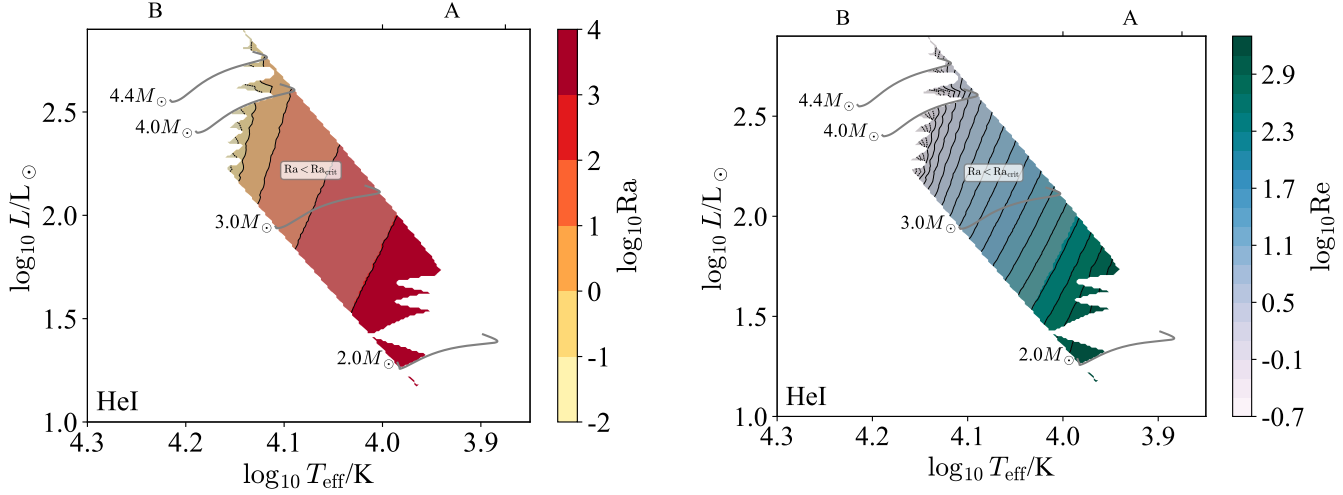 B
A
4.4M⊙
4.0M⊙
3.0M⊙
2.0M⊙
Ra < Ra_crit
HeI
2.5
2.0
1.5
1.0
log₁₀ L/L⊙
4.3
4.2
4.1
4.0
3.9
log₁₀ T_eff/K
4
3
2
1
0
-1
-2
log₁₀Ra
B
A
4.4M⊙
4.0M⊙
3.0M⊙
2.0M⊙
Ra < Ra_crit
HeI
2.5
2.0
1.5
1.0
log₁₀ L/L⊙
4.3
4.2
4.1
4.0
3.9
log₁₀ T_eff/K
2.9
2.3
1.7
1.1
0.5
-0.1
-0.7
log₁₀Re